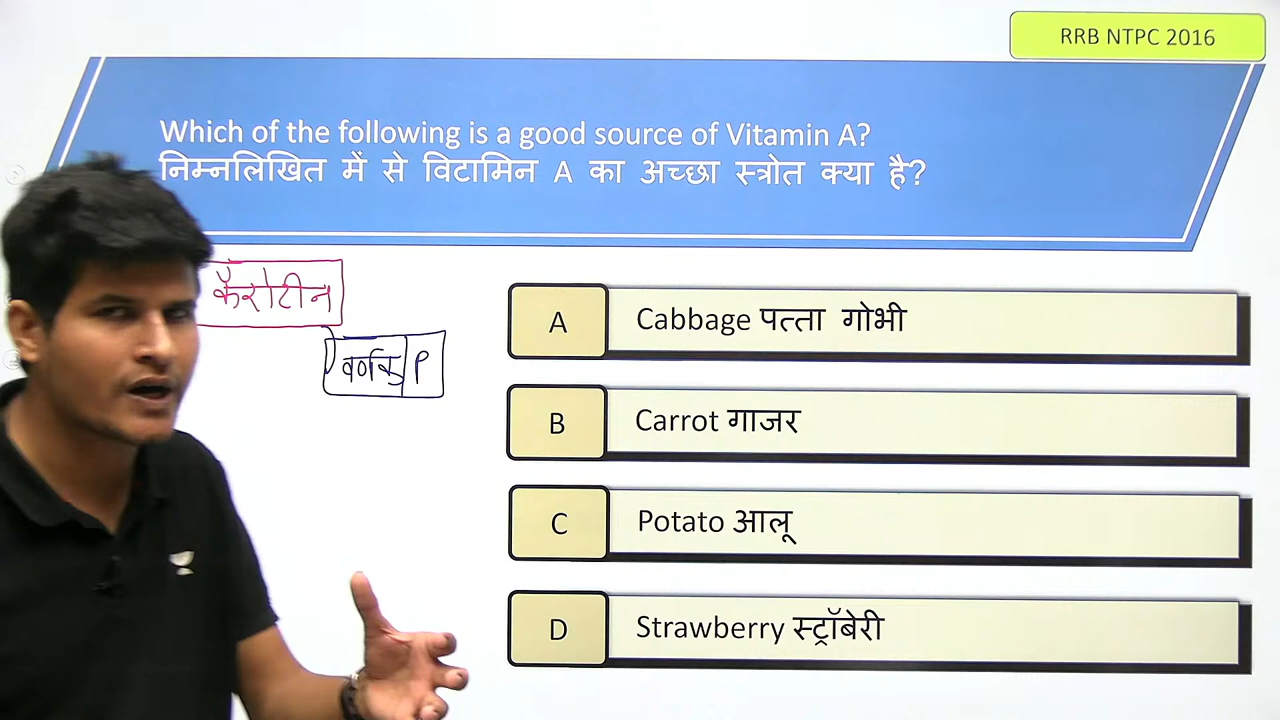 RRB NTPC 2016
Which of the following is a good source of Vitamin A?
निम्नलिखित में से विटामिन A का अच्छा स्त्रोत क्या है?
कैरोटीन
P
A Cabbage पत्ता गोभी
B Carrot गाजर
C Potato आलू
D Strawberry स्ट्रॉबेरी